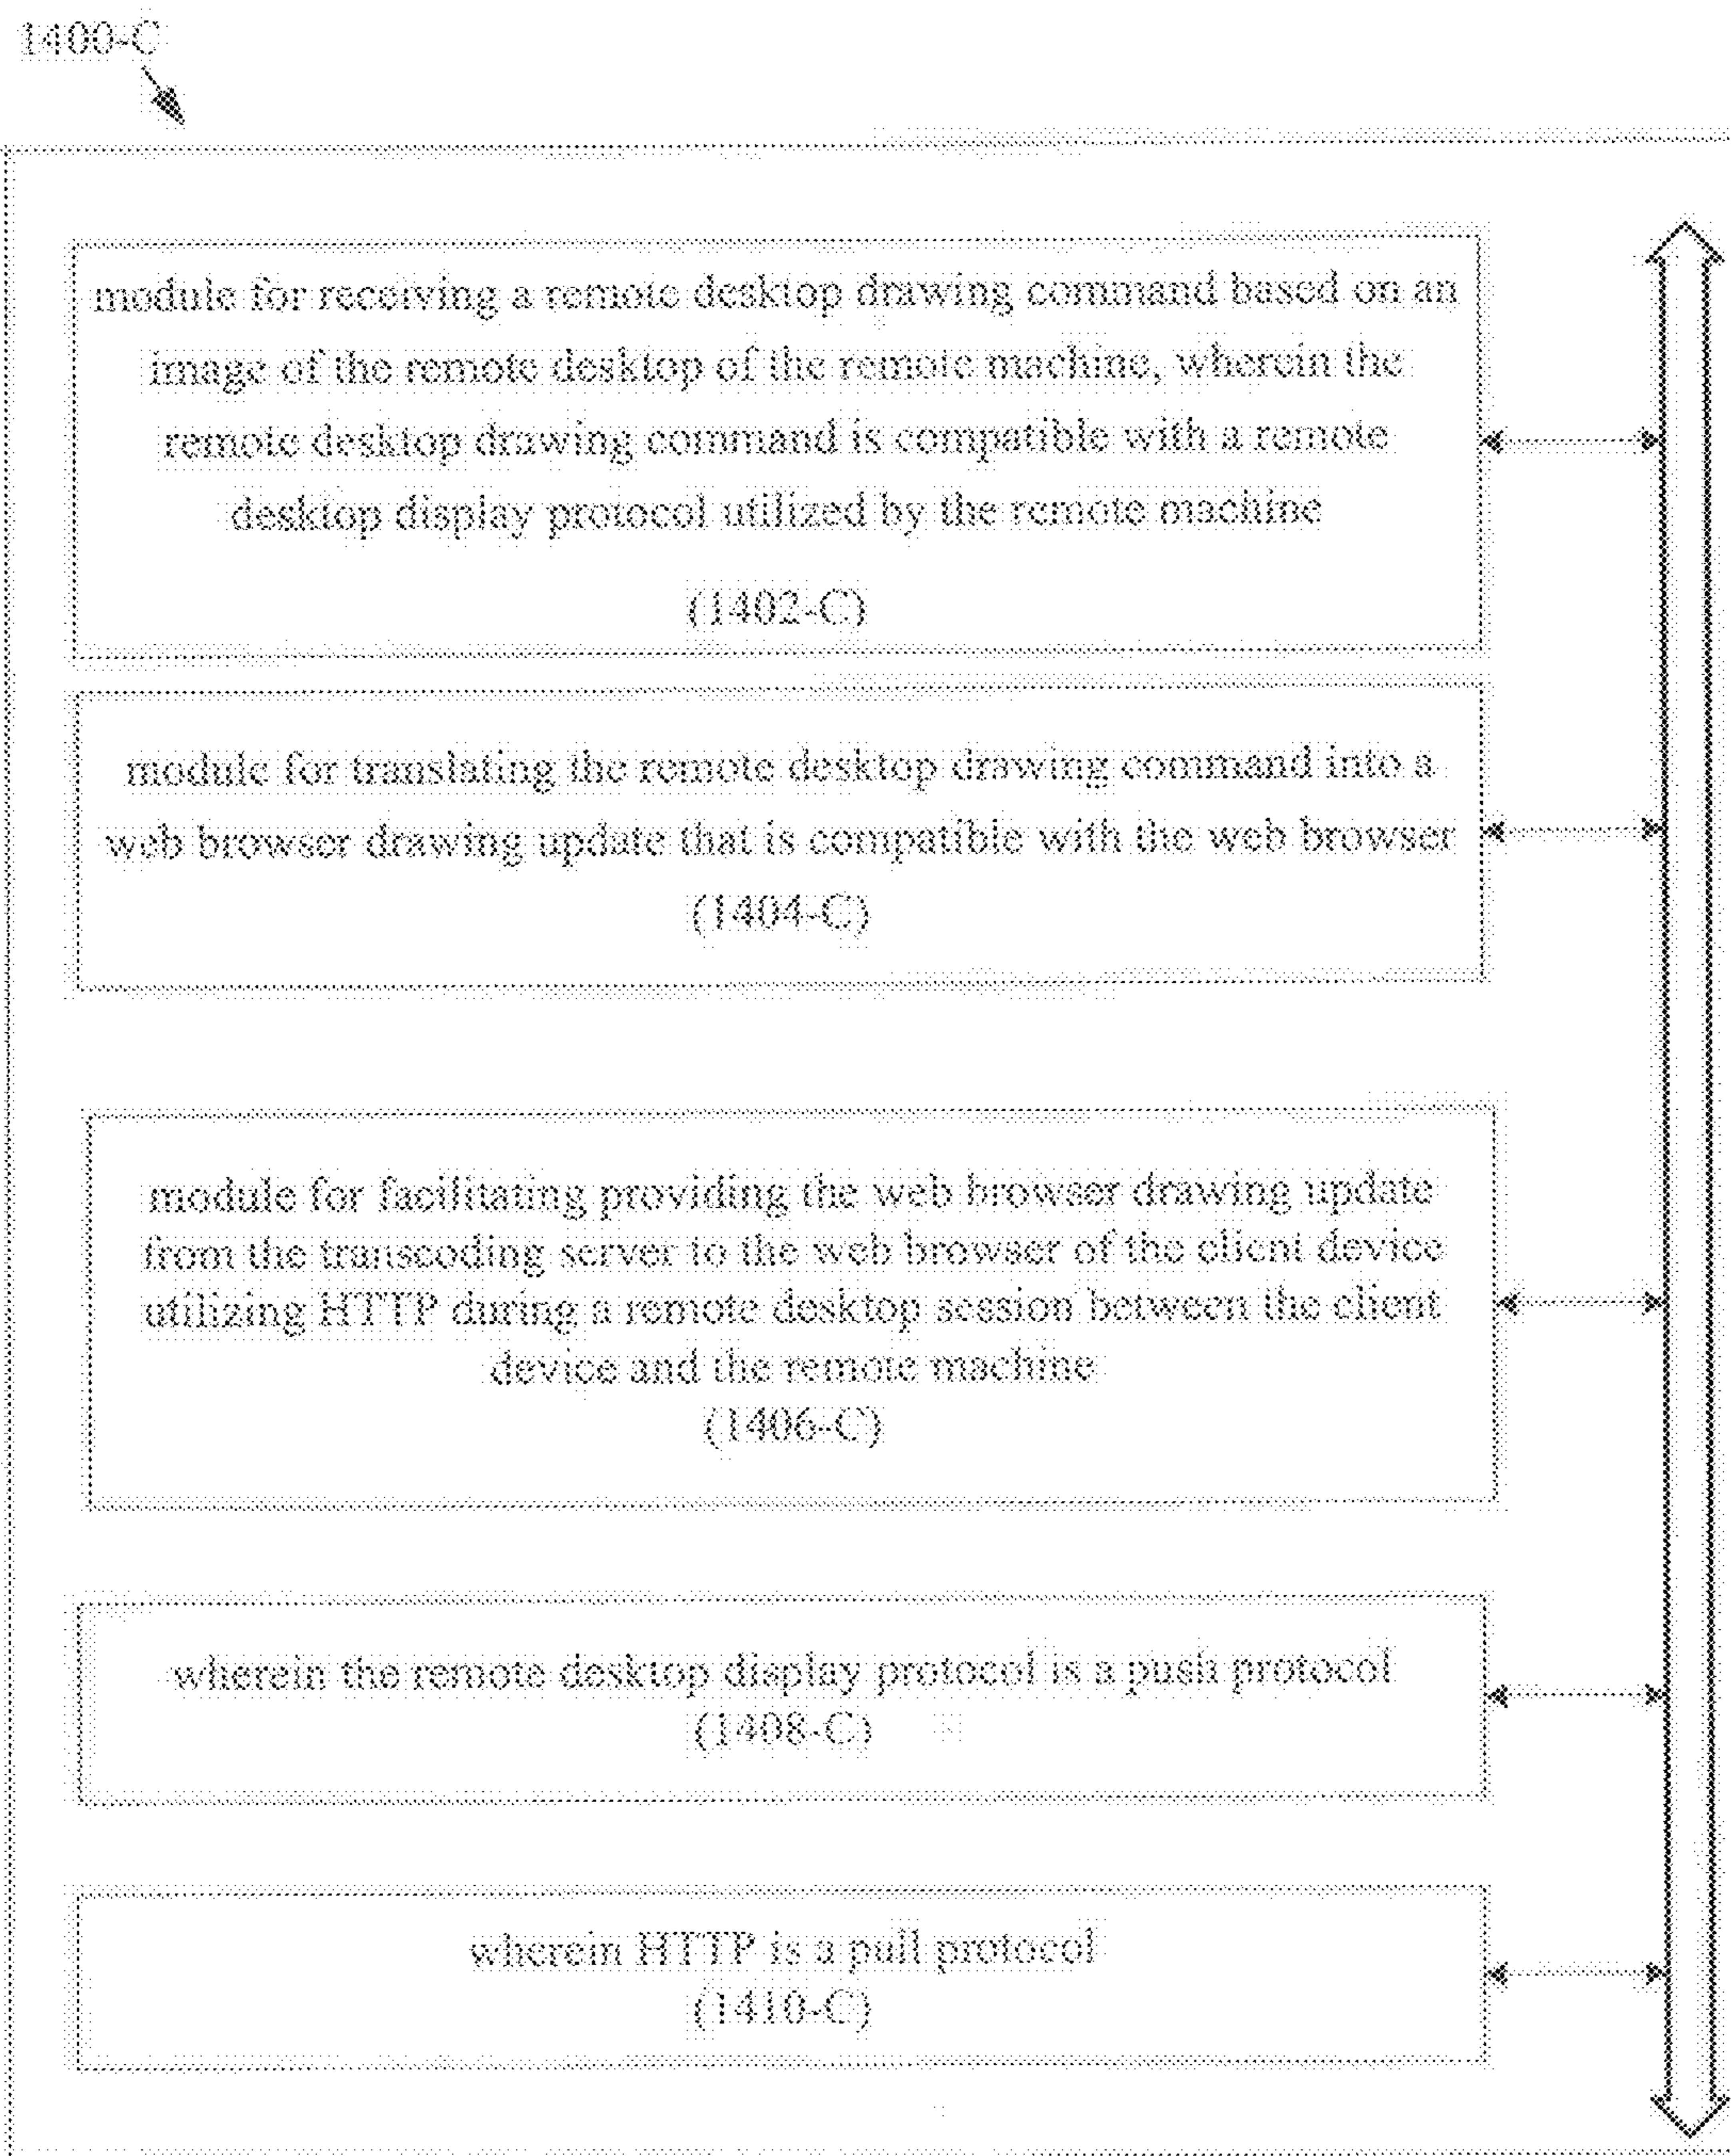 1400-C
module for receiving a remote desktop drawing command based on an
image of the remote desktop of the remote machine, wherein the
remote desktop drawing command is compatible with a remote
desktop display protocol utilized by the remote machine
(1402-C)
module for translating the remote desktop drawing command into a
web browser drawing update that is compatible with the web browser
(1404-C)
module for facilitating providing the web browser drawing update
from the transcoding server to the web browser of the client device
utilizing HTTP during a remote desktop session between the client
device and the remote machine
(1406-C)
wherein the remote desktop display protocol is a push protocol
(1408-C)
wherein HTTP is a pull protocol
(1410-C)